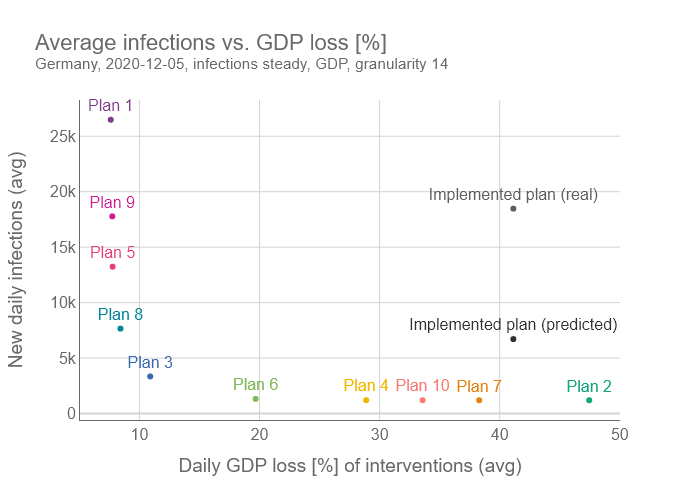 Average infections vs. GDP loss [%]
Germany, 2020-12-05, infections steady, GDP, granularity 14
Plan 1
25k
20k
Implemented plan (real)
Plan 9
15k
Plan 5
10k
Plan 8
Implemented plan (predicted)
5k
Plan 3
Plan 6
Plan 4
Plan 10
Plan 7
Plan 2
0
10
20
30
40
50
New daily infections (avg)
Daily GDP loss [%] of interventions (avg)